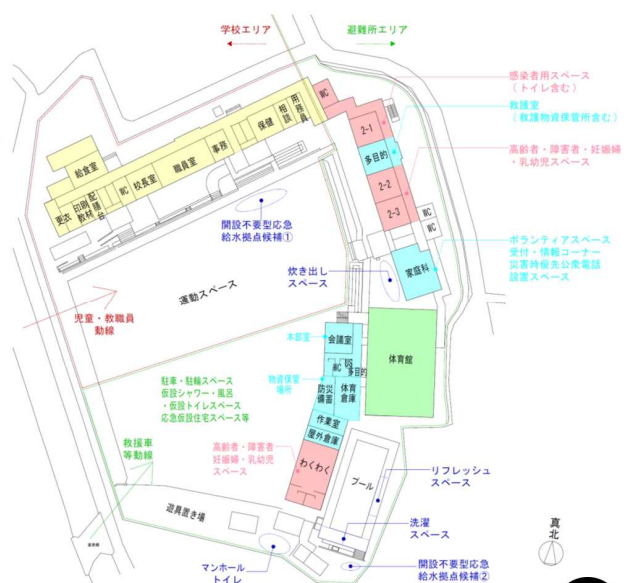 学校エリア
避難所エリア
感染者用スペース
(トイレ含む)
救護室
(救護物資保管所含む)
高齢者・障害者・妊娠婦
・乳幼児スペース
ボランティアスペース
受付・情報コーナー
災害時優先公衆電話
設置スペース
WC
2-1
多目的
2-2
2-3
WC
WC
家庭科
用務員
相談
保健
事務
職員室
校長室
WC
給食室
配膳台
印刷
教材
更衣
開設不要型応急
給水拠点候補①
炊き出し
スペース
運動スペース
児童・教職員
動線
本部室
会議室
WC
多目的
物資保管
場所
防災
備蓄
体育
倉庫
体育館
作業室
屋外倉庫
駐車・駐輪スペース
仮設シャワー・風呂
・仮設トイレスペース
応急仮設住宅スペース等
救援車
等動線
高齢者・障害者
妊娠婦・乳幼児
スペース
わくわく
プール
リフレッシュ
スペース
遊具置き場
洗濯
スペース
マンホール
トイレ
開設不要型応急
給水拠点候補②
真北